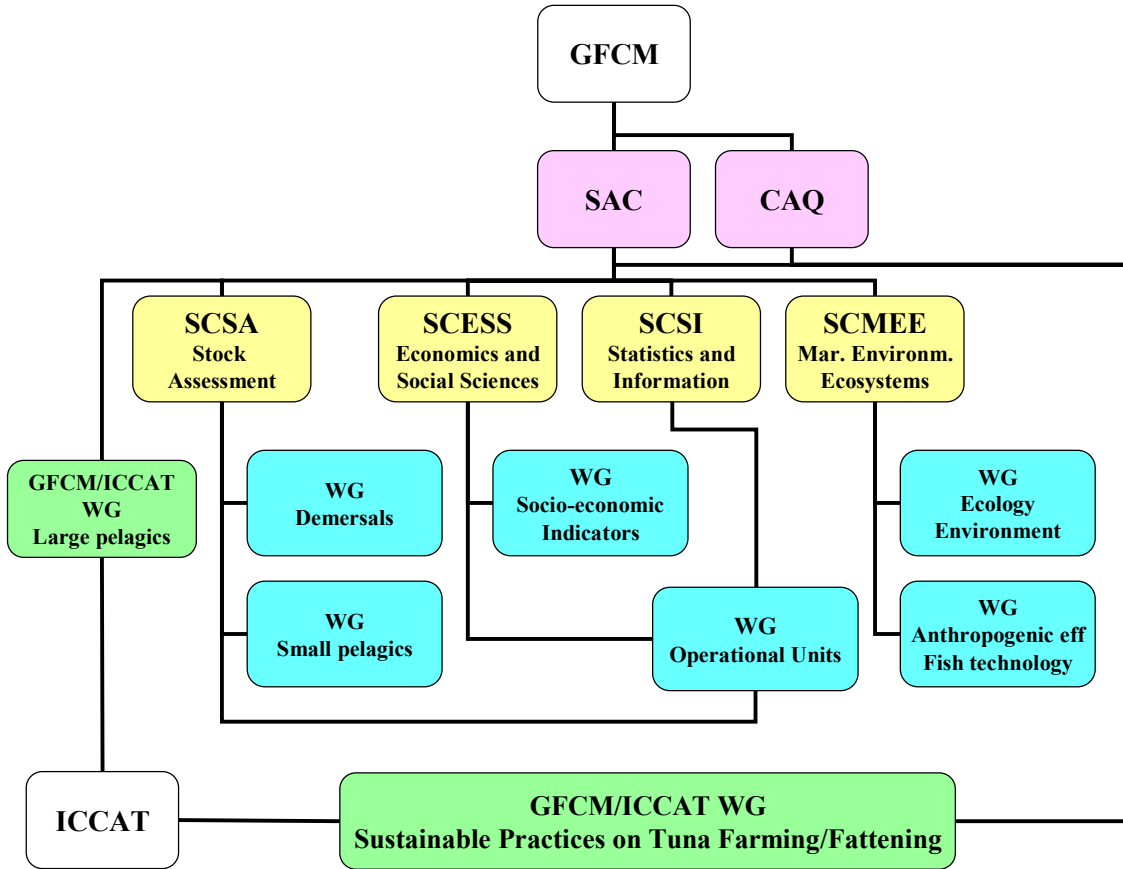 GFCM
SAC
CAQ
SCSA
Stock
Assessment
SCESS
Economics and
Social Sciences
SCSI
Statistics and
Information
SCMEE
Mar. Environm.
Ecosystems
GFCM/ICCAT
WG
Large pelagics
WG
Demersals
WG
Socio-economic
Indicators
WG
Ecology
Environment
WG
Small pelagics
WG
Operational Units
WG
Anthropogenic eff
Fish technology
ICCAT
GFCM/ICCAT WG
Sustainable Practices on Tuna Farming/Fattening